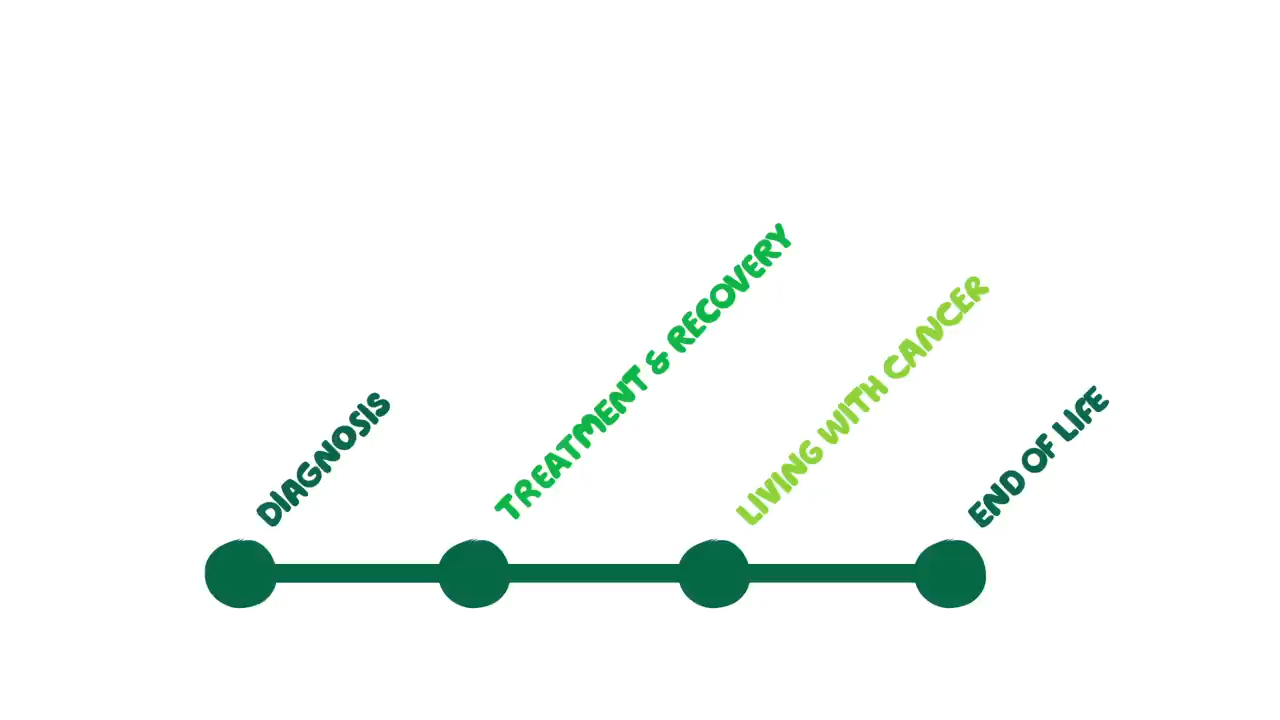 DIAGNOSIS
TREATMENT & RECOVERY
LIVING WITH CANCER
END OF LIFE